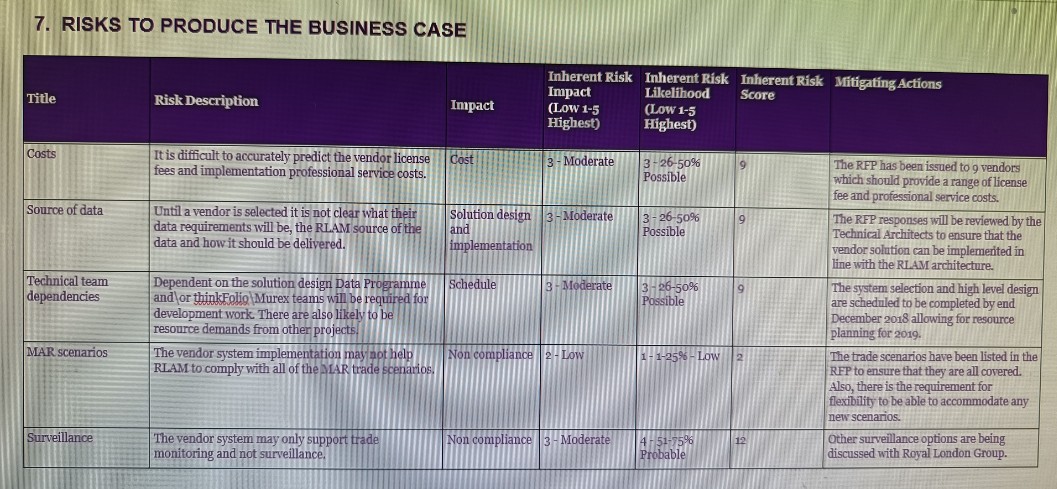 7. RISKS TO PRODUCE THE BUSINESS CASE
Title
Risk Description
Impact
Inherent Risk
Impact
(Low 1-5
Highest)
Inherent Risk
Likelihood
(Low 1-5
Highest)
Inherent Risk
Score
Mitigating Actions
Costs
It is difficult to accurately predict the vendor license
fees and implementation professional service costs.
Cost
3 - Moderate
3 - 26-50%
Possible
9
The RFP has been issued to 9 vendors
which should provide a range of license
fee and professional service costs.
Source of data
Until a vendor is selected it is not clear what their
data requirements will be, the RLAM source of the
data and how it should be delivered.
Solution design
and
implementation
3 - Moderate
3 - 26-50%
Possible
9
The RFP responses will be reviewed by the
Technical Architects to ensure that the
vendor solution can be implemented in
line with the RLAM architecture.
Technical team
dependencies
Dependent on the solution design Data Programme
and\or thinkFolio\Murex teams will be required for
development work. There are also likely to be
resource demands from other projects.
Schedule
3 - Moderate
3 - 26-50%
Possible
9
The system selection and high level design
are scheduled to be completed by end
December 2018 allowing for resource
planning for 2019.
MAR scenarios
The vendor system implementation may not help
RLAM to comply with all of the MAR trade scenarios.
Non compliance
2 - Low
1 - 1-25% - Low
2
The trade scenarios have been listed in the
RFP to ensure that they are all covered.
Also, there is the requirement for
flexibility to be able to accommodate any
new scenarios.
Surveillance
The vendor system may only support trade
monitoring and not surveillance.
Non compliance
3 - Moderate
4 - 51-75%
Probable
12
Other surveillance options are being
discussed with Royal London Group.